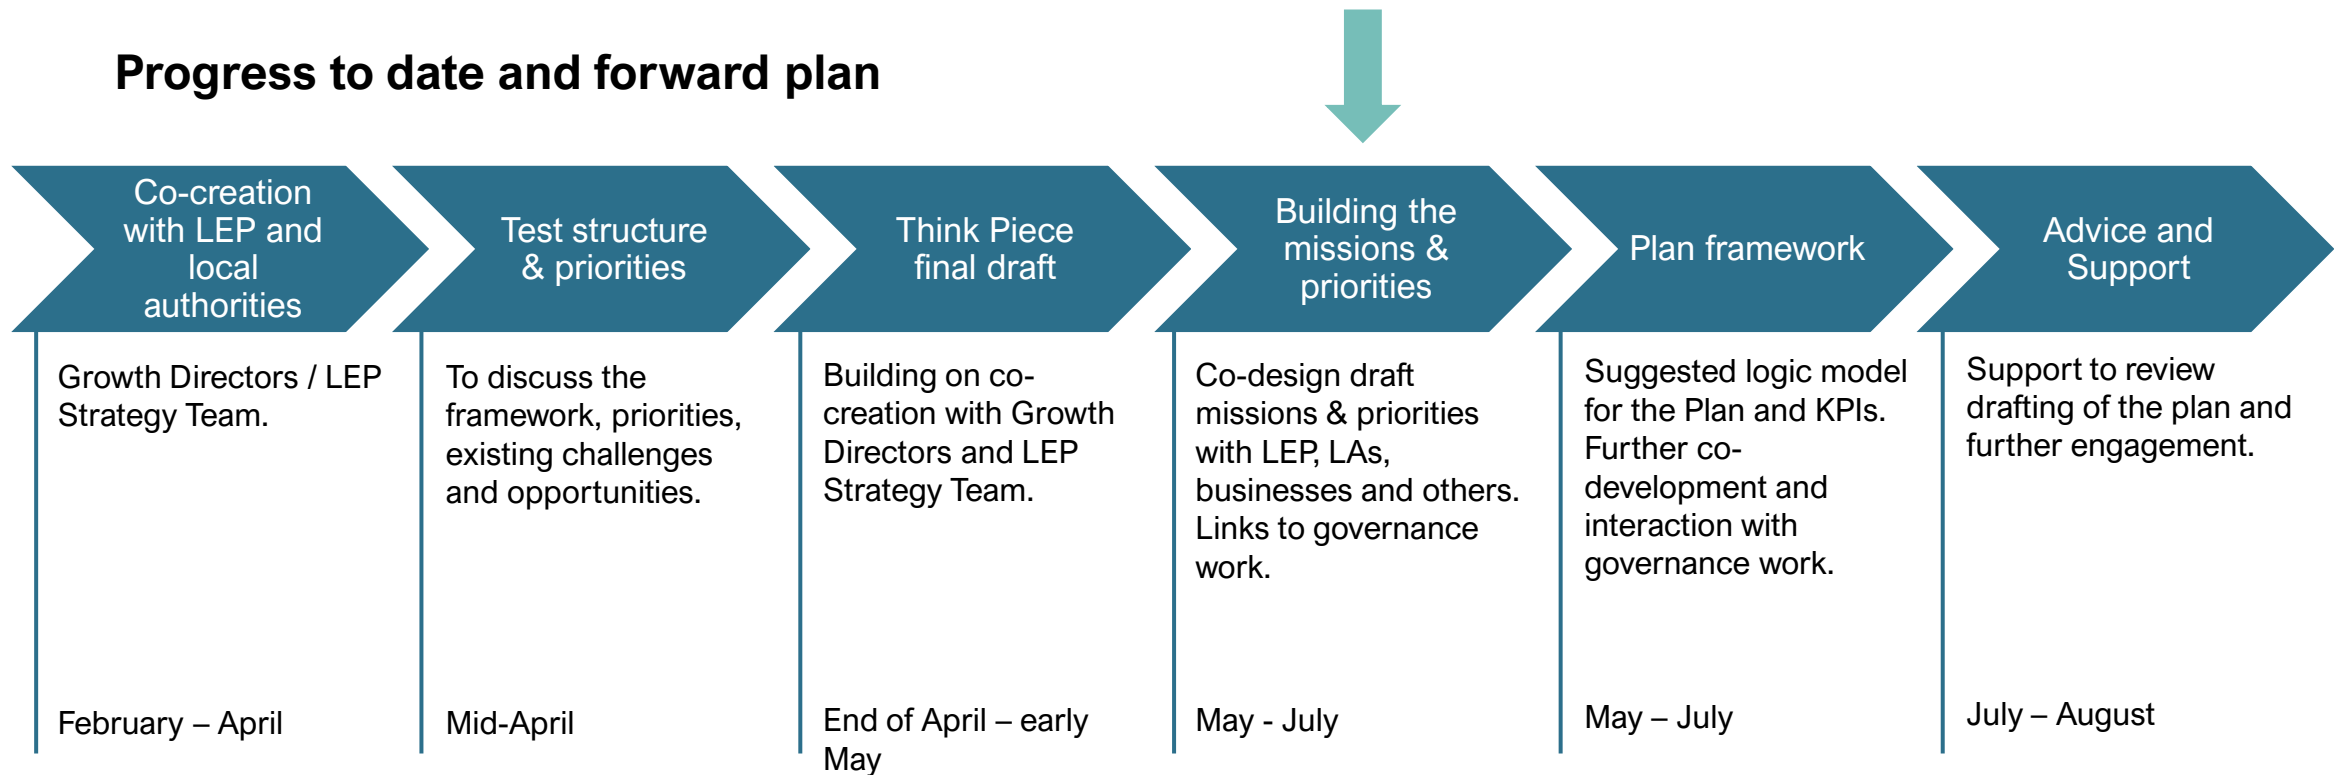 Progress to date and forward plan
Co-creation
with LEP and
local
authorities
Test structure
& priorities
Think Piece
final draft
Building the
missions &
priorities
Plan framework
Advice and
Support
Growth Directors / LEP
Strategy Team.
To discuss the
framework, priorities,
existing challenges
and opportunities.
Building on co-
creation with Growth
Directors and LEP
Strategy Team.
Co-design draft
missions & priorities
with LEP, LAs,
businesses and others.
Links to governance
work.
Suggested logic model
for the Plan and KPIs.
Further co-
development and
interaction with
governance work.
Support to review
drafting of the plan and
further engagement.
February – April
Mid-April
End of April – early
May
May - July
May – July
July – August